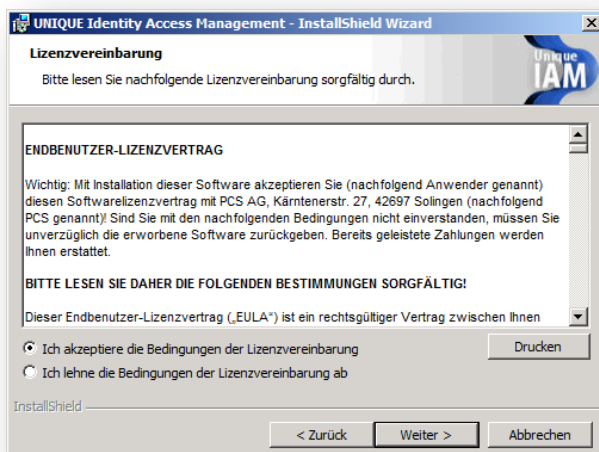 UNIQUE Identity Access Management - InstallShield Wizard
Lizenzvereinbarung
Bitte lesen Sie nachfolgende Lizenzvereinbarung sorgfältig durch.
Unique
IAM
ENDBENUTZER-LIZENZVERTRAG
Wichtig: Mit Installation dieser Software akzeptieren Sie (nachfolgend Anwender genannt)
diesen Softwarelizenzvertrag mit PCS AG, Kärntenerstr. 27, 42697 Solingen (nachfolgend
PCS genannt)! Sind Sie mit den nachfolgenden Bedingungen nicht einverstanden, müssen Sie
unverzüglich die erworbene Software zurückgeben. Bereits geleistete Zahlungen werden
Ihnen erstattet.
BITTE LESEN SIE DAHER DIE FOLGENDEN BESTIMMUNGEN SORGFÄLTIG!
Dieser Endbenutzer-Lizenzvertrag („EULA") ist ein rechtsgültiger Vertrag zwischen Ihnen
Ich akzeptiere die Bedingungen der Lizenzvereinbarung
Drucken
Ich lehne die Bedingungen der Lizenzvereinbarung ab
InstallShield
< Zurück
Weiter >
Abbrechen